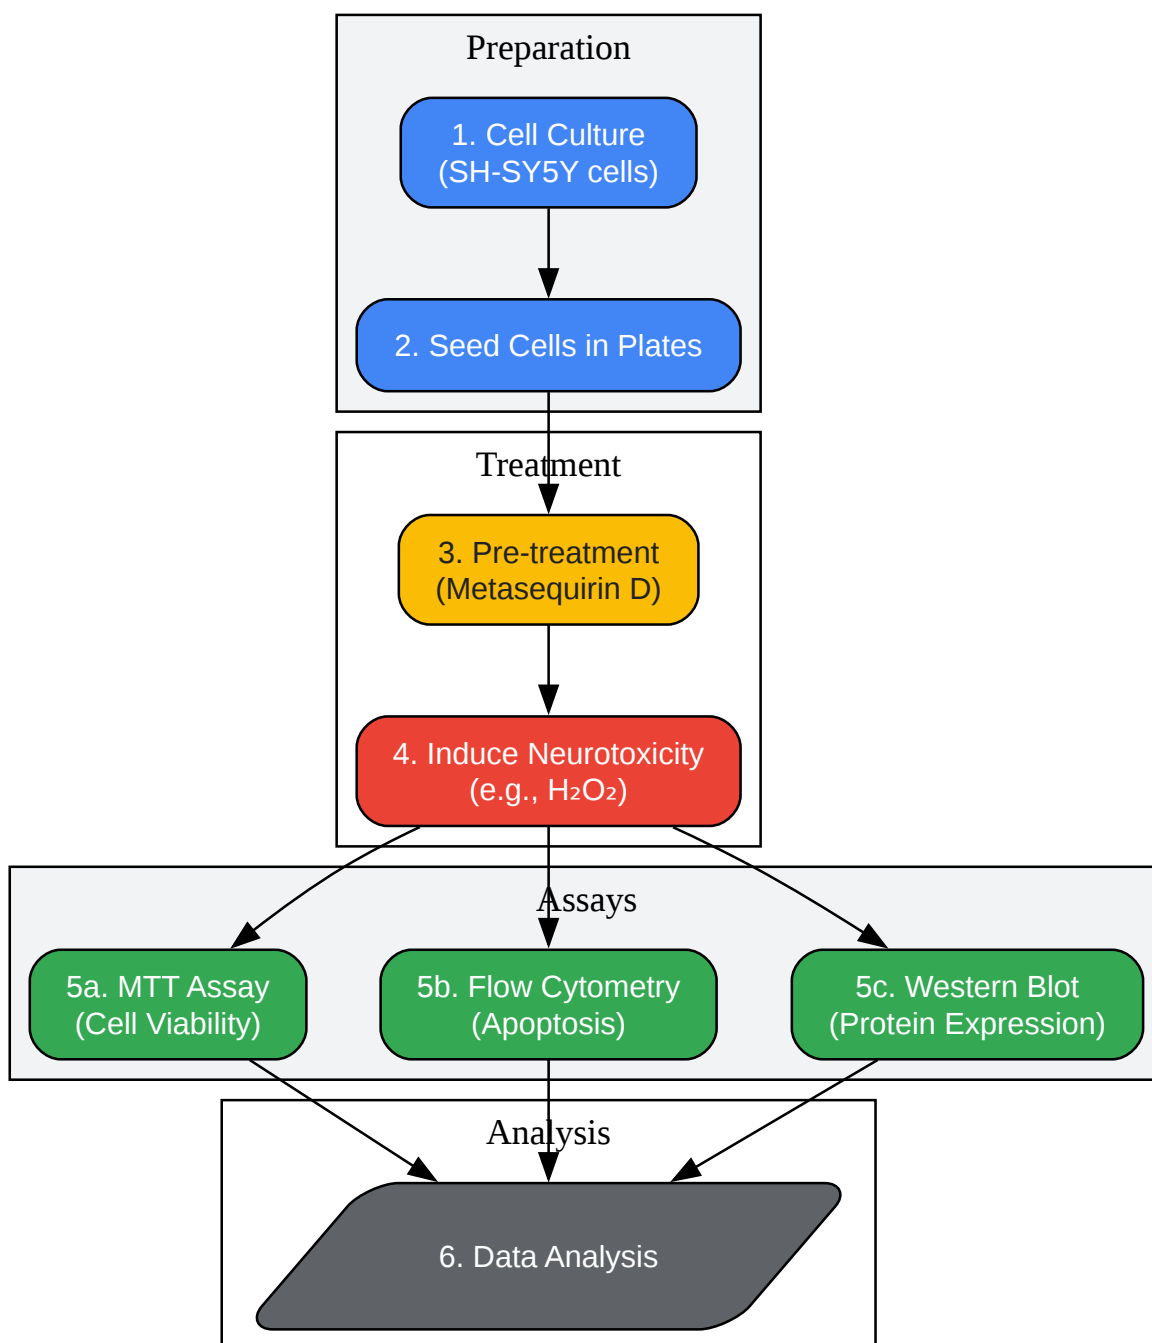 Preparation
1. Cell Culture
(SH-SY5Y cells)
2. Seed Cells in Plates
Treatment
3. Pre-treatment
(Metasequirin D)
4. Induce Neurotoxicity
(e.g., H₂O₂)
Assays
5a. MTT Assay
(Cell Viability)
5b. Flow Cytometry
(Apoptosis)
5c. Western Blot
(Protein Expression)
Analysis
6. Data Analysis